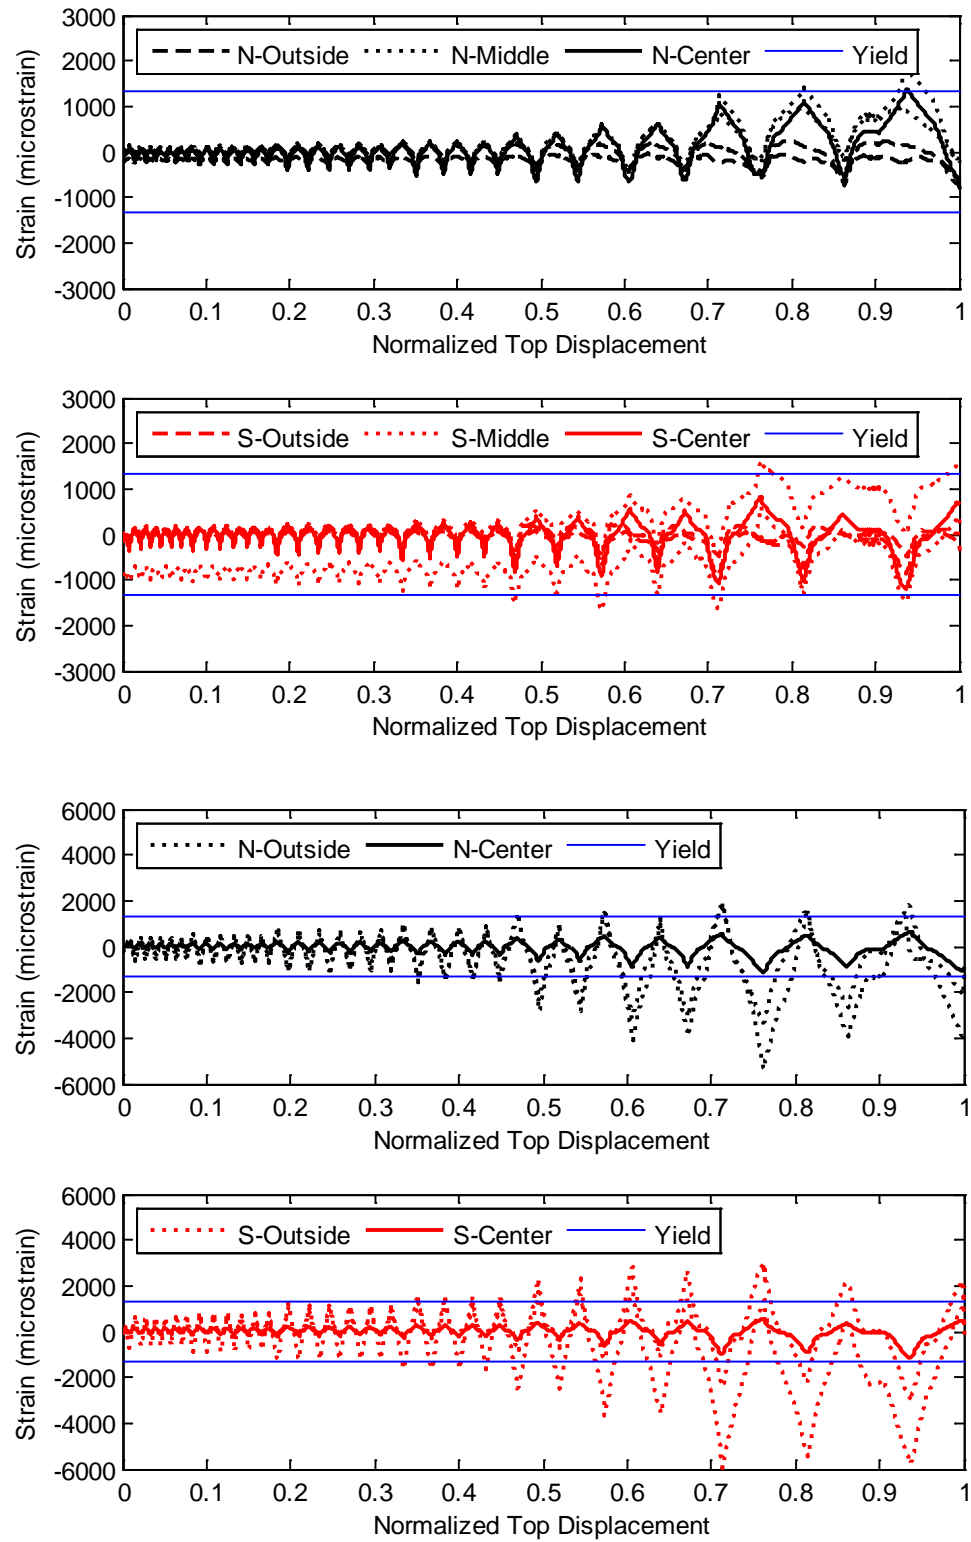 3000
2000
1000
0
-1000
-2000
-3000
Strain (microstrain)
N-Outside N-Middle N-Center Yield
0 0.1 0.2 0.3 0.4 0.5 0.6 0.7 0.8 0.9 1
Normalized Top Displacement
3000
2000
1000
0
-1000
-2000
-3000
Strain (microstrain)
S-Outside S-Middle S-Center Yield
0 0.1 0.2 0.3 0.4 0.5 0.6 0.7 0.8 0.9 1
Normalized Top Displacement
6000
4000
2000
0
-2000
-4000
-6000
Strain (microstrain)
N-Outside N-Center Yield
0 0.1 0.2 0.3 0.4 0.5 0.6 0.7 0.8 0.9 1
Normalized Top Displacement
6000
4000
2000
0
-2000
-4000
-6000
Strain (microstrain)
S-Outside S-Center Yield
0 0.1 0.2 0.3 0.4 0.5 0.6 0.7 0.8 0.9 1
Normalized Top Displacement